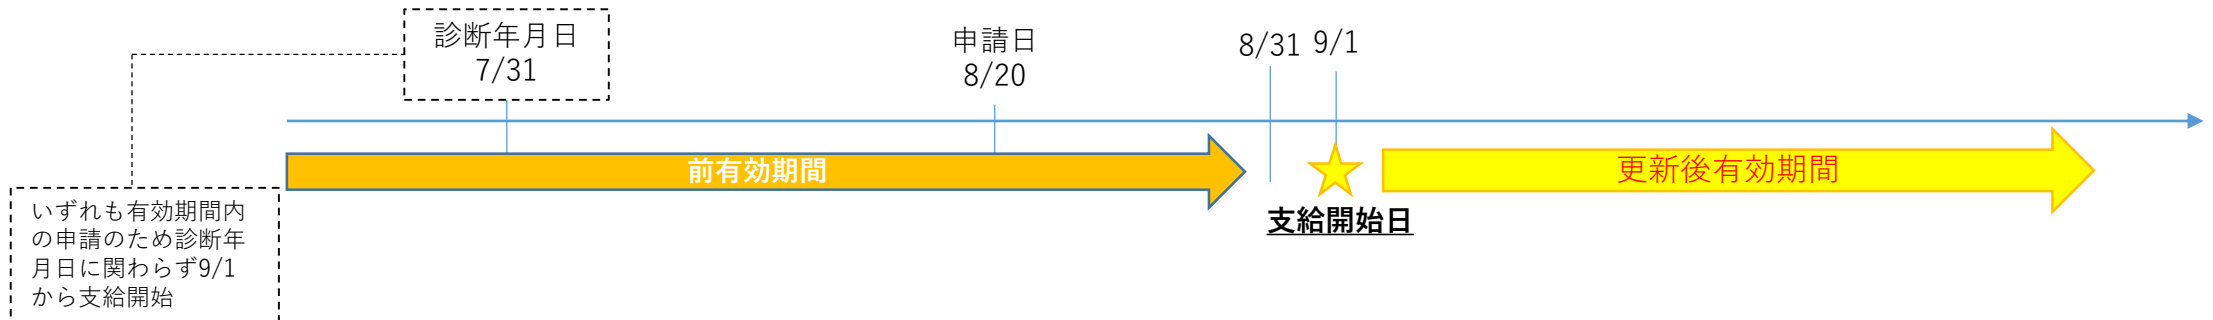 診断年月日
7/31
申請日
8/20
8/31
9/1
前有効期間
更新後有効期間
支給開始日
いずれも有効期間内
の申請のため診断年
月日に関わらず9/1
から支給開始